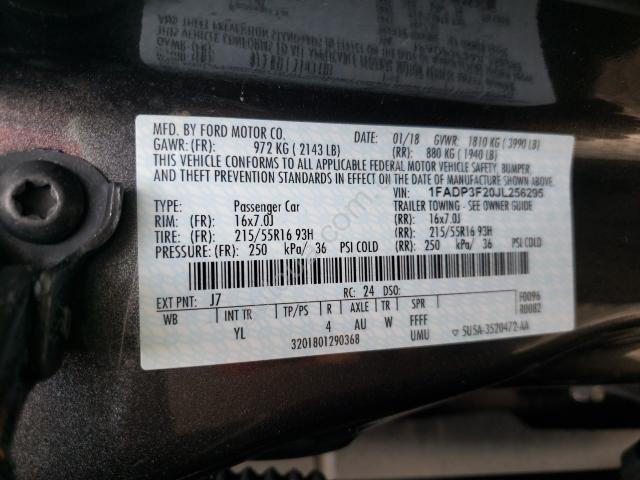 MFD. BY FORD MOTOR CO.
DATE: 01/18 GVWR: 1810 KG ( 3990 LB)
GAWR: (FR): 972 KG ( 2143 LB) (RR): 880 KG ( 1940 LB)
THIS VEHICLE CONFORMS TO ALL APPLICABLE FEDERAL MOTOR VEHICLE SAFETY, BUMPER,
AND THEFT PREVENTION STANDARDS IN EFFECT ON THE DATE OF MANUFACTURE SHOWN ABOVE.
VIN: 1FADP3F20JL256295
TYPE: Passenger Car TRAILER TOWING - SEE OWNER GUIDE
RIM: (FR): 16x7.0J (RR): 16x7.0J
TIRE: (FR): 215/55R16 93H (RR): 215/55R16 93H
PRESSURE: (FR): 250 kPa/ 36 PSI COLD (RR): 250 kPa/ 36 PSI COLD
EXT PNT: J7 RC: 24 DSO: F0096
WB INT TR TP/PS R AXLE TR SPR R0082
YL 4 AU W FFFF
3201801290368 UMU 5U5A-3520472-AA